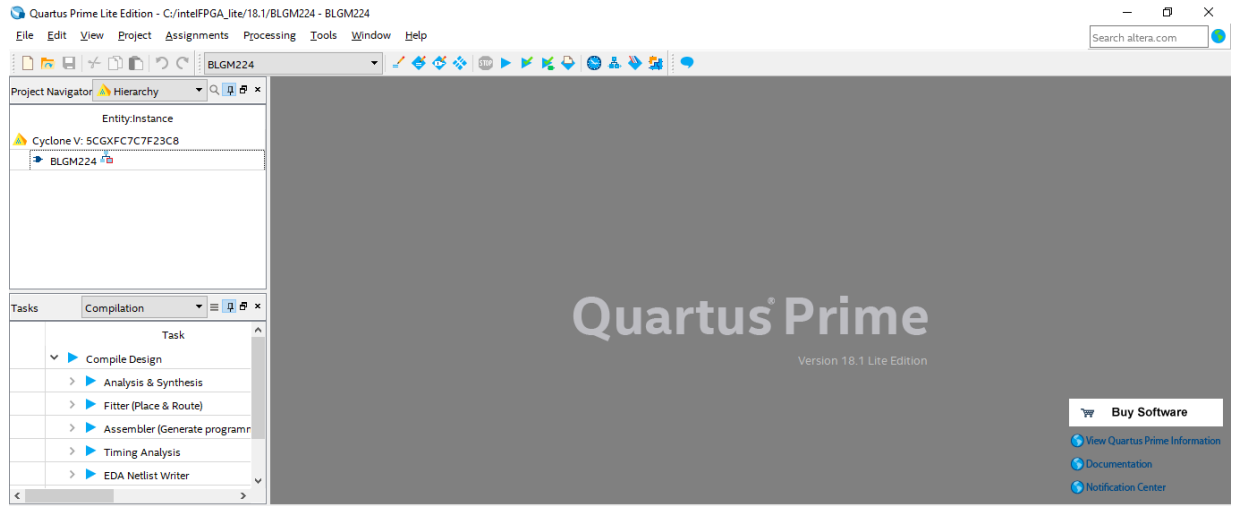 Quartus Prime Lite Edition - C:/intelFPGA_lite/18.1/BLGM224 - BLGM224
File Edit View Project Assignments Processing Tools Window Help
Search altera.com
BLGM224
STOP
Project Navigator Hierarchy
Entity:Instance
Cyclone V: 5CGXFC7C7F23C8
BLGM224
Tasks Compilation
Task
Compile Design
Analysis & Synthesis
Fitter (Place & Route)
Assembler (Generate programm
Timing Analysis
EDA Netlist Writer
Quartus® Prime
Version 18.1 Lite Edition
Buy Software
View Quartus Prime Information
Documentation
Notification Center